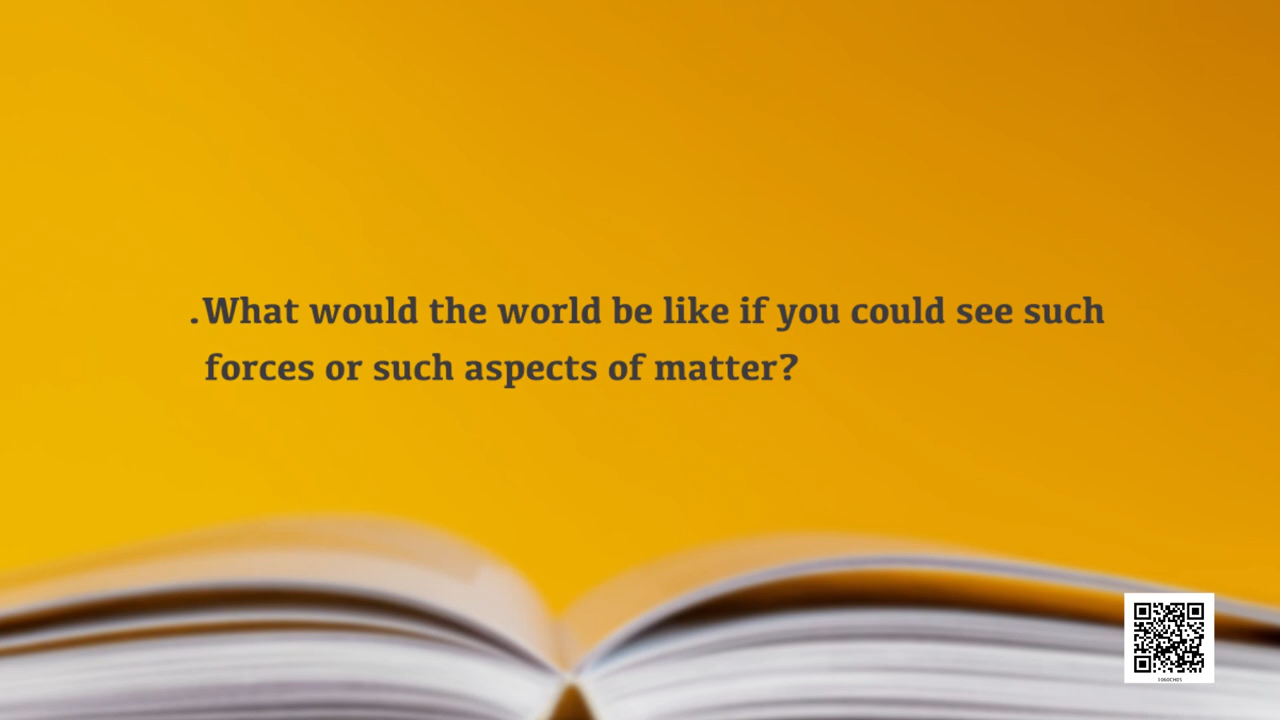 .What would the world be like if you could see such
forces or such aspects of matter?